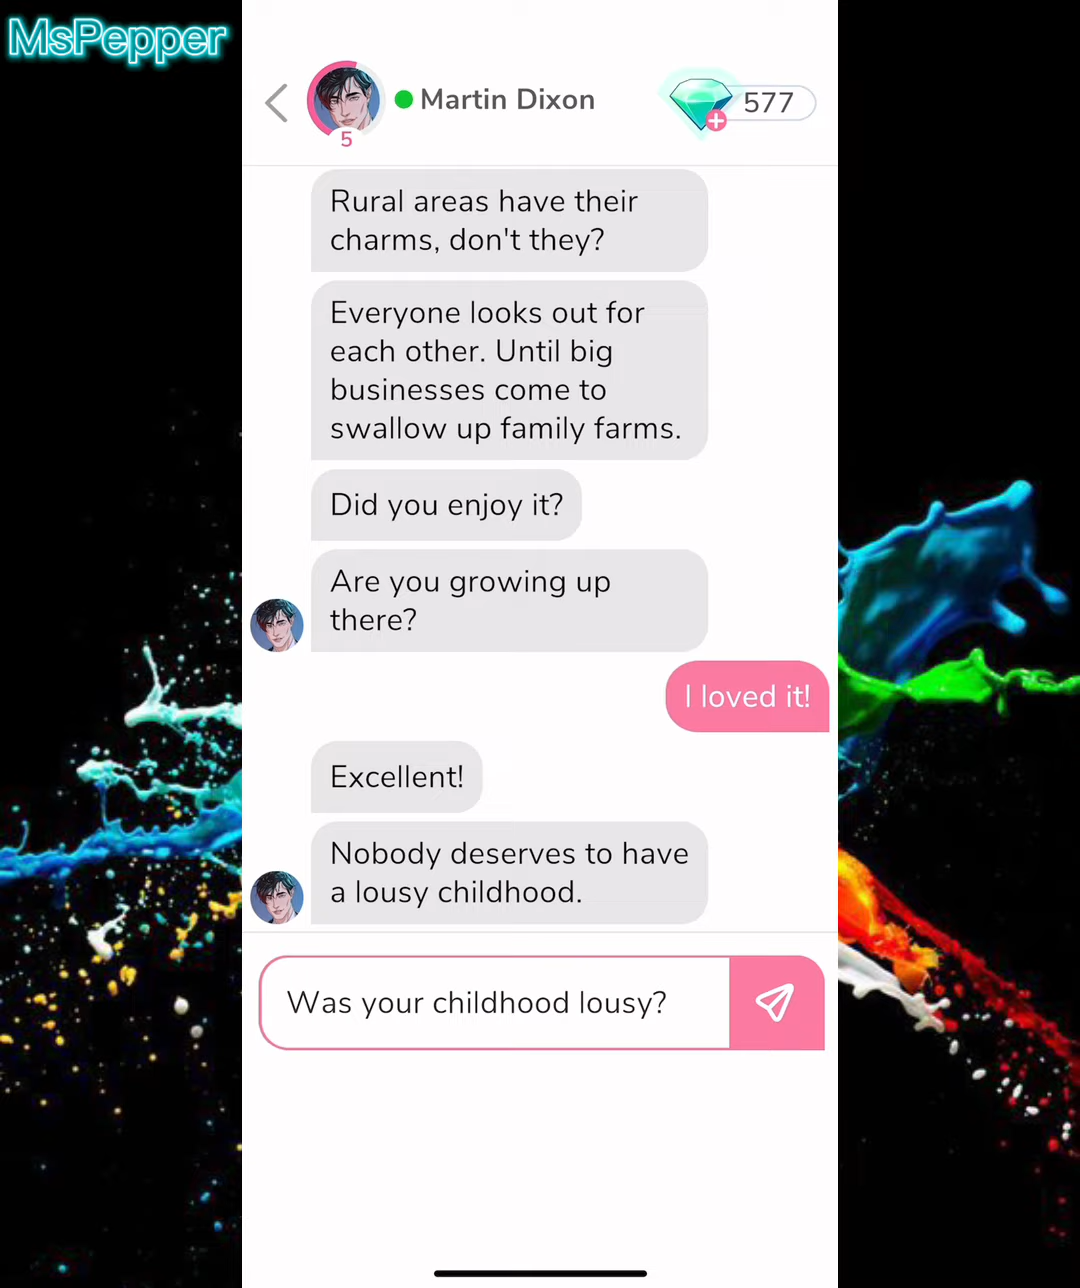 MsPepper
Martin Dixon
577
5
Rural areas have their
charms, don't they?
Everyone looks out for
each other. Until big
businesses come to
swallow up family farms.
Did you enjoy it?
Are you growing up
there?
I loved it!
Excellent!
Nobody deserves to have
a lousy childhood.
Was your childhood lousy?